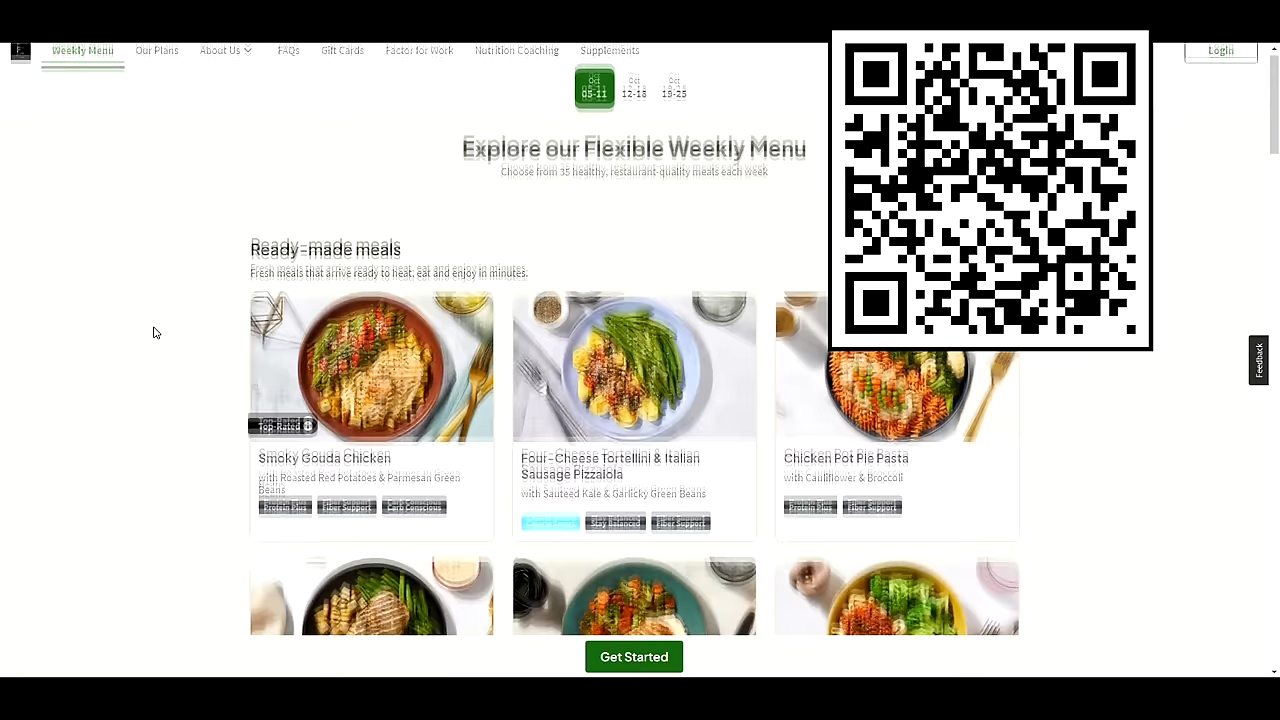 Weekly Menu Our Plans About Us FAQs Gift Cards Factor for Work Nutrition Coaching Supplements Login
Oct Oct Oct
05-11 12-18 19-25
Explore our Flexible Weekly Menu
Choose from 35 healthy, restaurant-quality meals each week
Ready-made meals
Fresh meals that arrive ready to heat, eat and enjoy in minutes.
Feedback
Top-Rated
Smoky Gouda Chicken
with Roasted Red Potatoes & Parmesan Green
Beans
Protein Plus Fiber Support Carb Conscious
Four-Cheese Tortellini & Italian
Sausage Pizzaiola
with Sauteed Kale & Garlicky Green Beans
Stay Balanced Fiber Support
Chicken Pot Pie Pasta
with Cauliflower & Broccoli
Protein Plus Fiber Support
Get Started